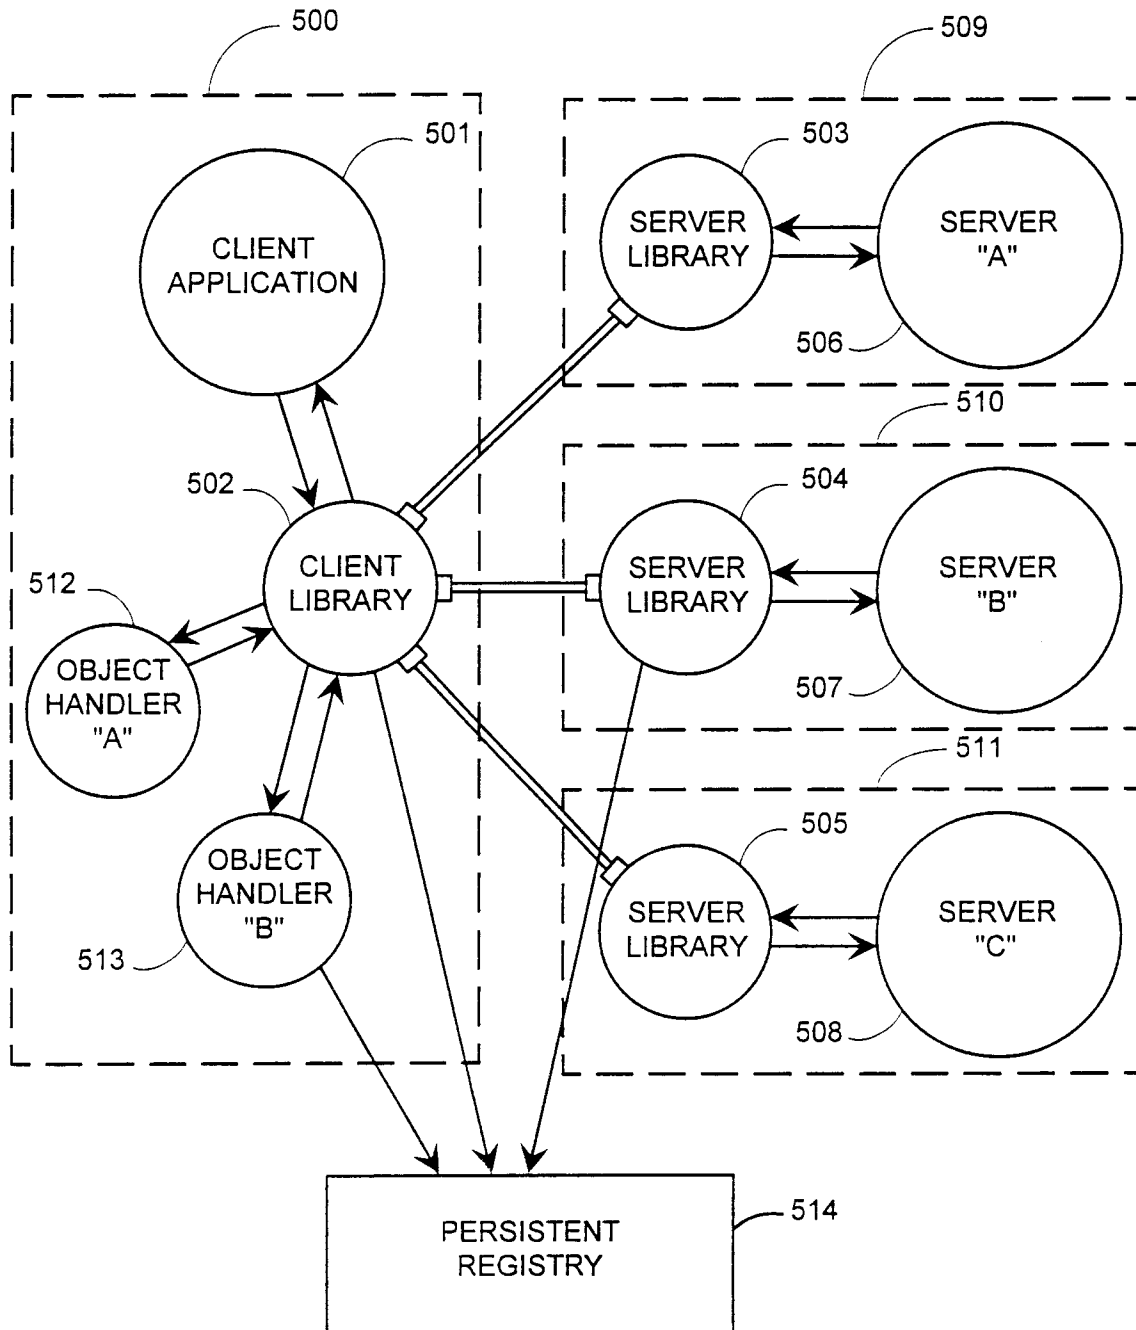 500
509
501
503
CLIENT
APPLICATION
SERVER
LIBRARY
SERVER
"A"
506
510
502
504
CLIENT
LIBRARY
SERVER
LIBRARY
SERVER
"B"
512
507
OBJECT
HANDLER
"A"
511
505
OBJECT
HANDLER
"B"
SERVER
LIBRARY
SERVER
"C"
513
508
PERSISTENT
REGISTRY
514